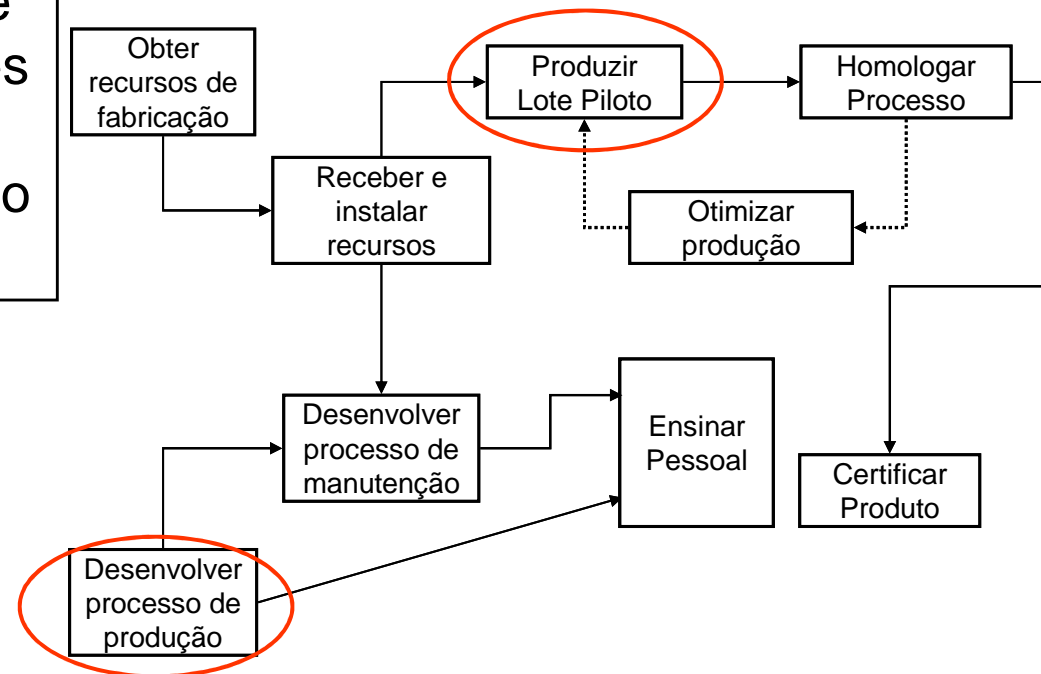 Obter
recursos de
fabricação
Produzir
Lote Piloto
Homologar
Processo
Receber e
instalar
recursos
Otimizar
produção
Desenvolver
processo de
manutenção
Ensinar
Pessoal
Certificar
Produto
Desenvolver
processo de
produção